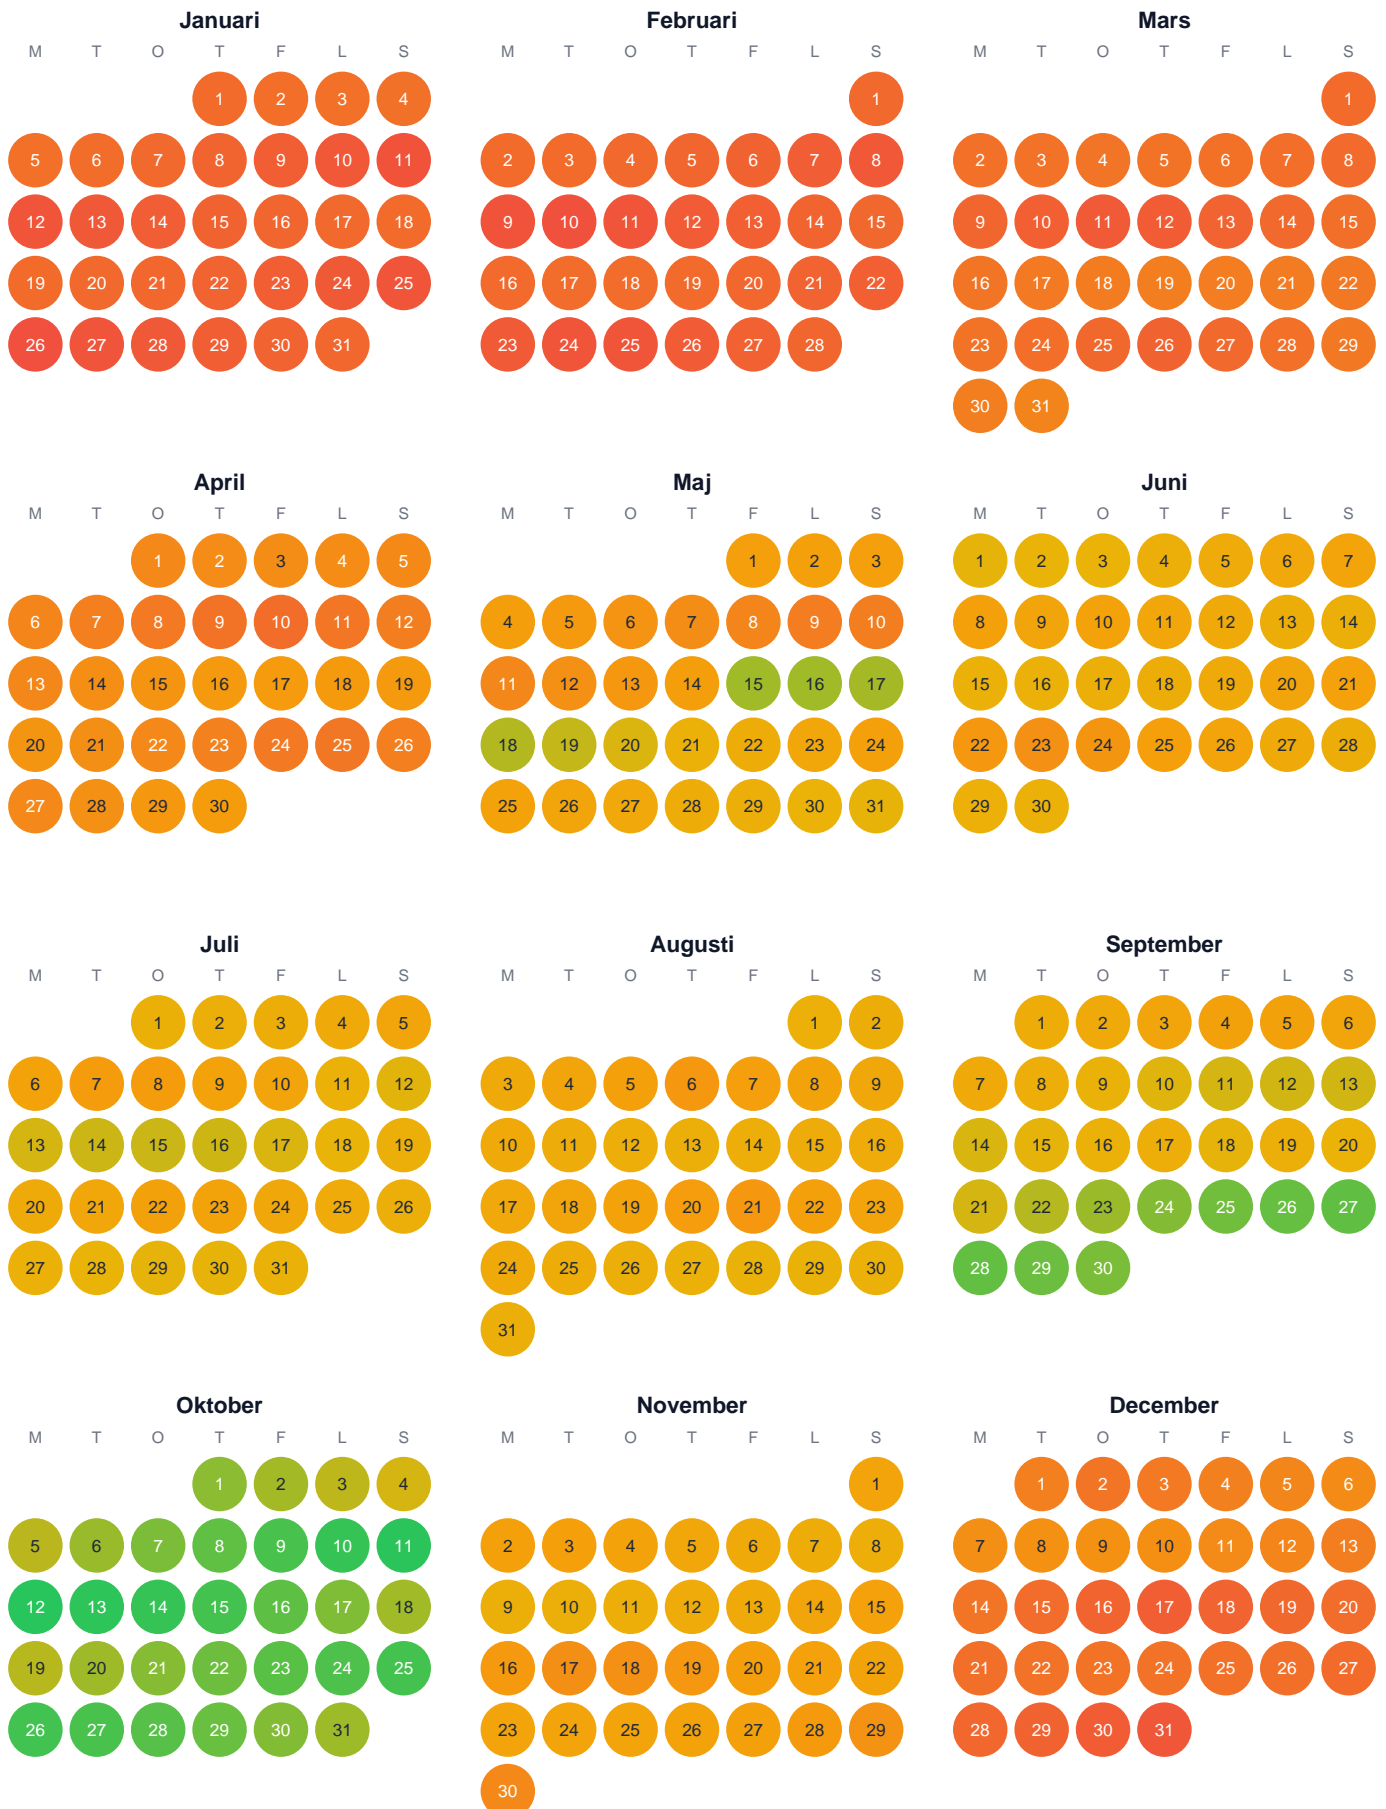 Januari Februari Mars
M T O T F L S M T O T F L S M T O T F L S
1 2 3 4 1 1
5 6 7 8 9 10 11 2 3 4 5 6 7 8 2 3 4 5 6 7 8
12 13 14 15 16 17 18 9 10 11 12 13 14 15 9 10 11 12 13 14 15
19 20 21 22 23 24 25 16 17 18 19 20 21 22 16 17 18 19 20 21 22
26 27 28 29 30 31 23 24 25 26 27 28 23 24 25 26 27 28 29
30 31
April Maj Juni
M T O T F L S M T O T F L S M T O T F L S
1 2 3 4 5 1 2 3 1 2 3 4 5 6 7
6 7 8 9 10 11 12 4 5 6 7 8 9 10 8 9 10 11 12 13 14
13 14 15 16 17 18 19 11 12 13 14 15 16 17 15 16 17 18 19 20 21
20 21 22 23 24 25 26 18 19 20 21 22 23 24 22 23 24 25 26 27 28
27 28 29 30 25 26 27 28 29 30 31 29 30
Juli Augusti September
M T O T F L S M T O T F L S M T O T F L S
1 2 3 4 5 1 2 1 2 3 4 5 6
6 7 8 9 10 11 12 3 4 5 6 7 8 9 7 8 9 10 11 12 13
13 14 15 16 17 18 19 10 11 12 13 14 15 16 14 15 16 17 18 19 20
20 21 22 23 24 25 26 17 18 19 20 21 22 23 21 22 23 24 25 26 27
27 28 29 30 31 24 25 26 27 28 29 30 28 29 30
31
Oktober November December
M T O T F L S M T O T F L S M T O T F L S
1 2 3 4 1 1 2 3 4 5 6
5 6 7 8 9 10 11 2 3 4 5 6 7 8 7 8 9 10 11 12 13
12 13 14 15 16 17 18 9 10 11 12 13 14 15 14 15 16 17 18 19 20
19 20 21 22 23 24 25 16 17 18 19 20 21 22 21 22 23 24 25 26 27
26 27 28 29 30 31 23 24 25 26 27 28 29 28 29 30 31
30